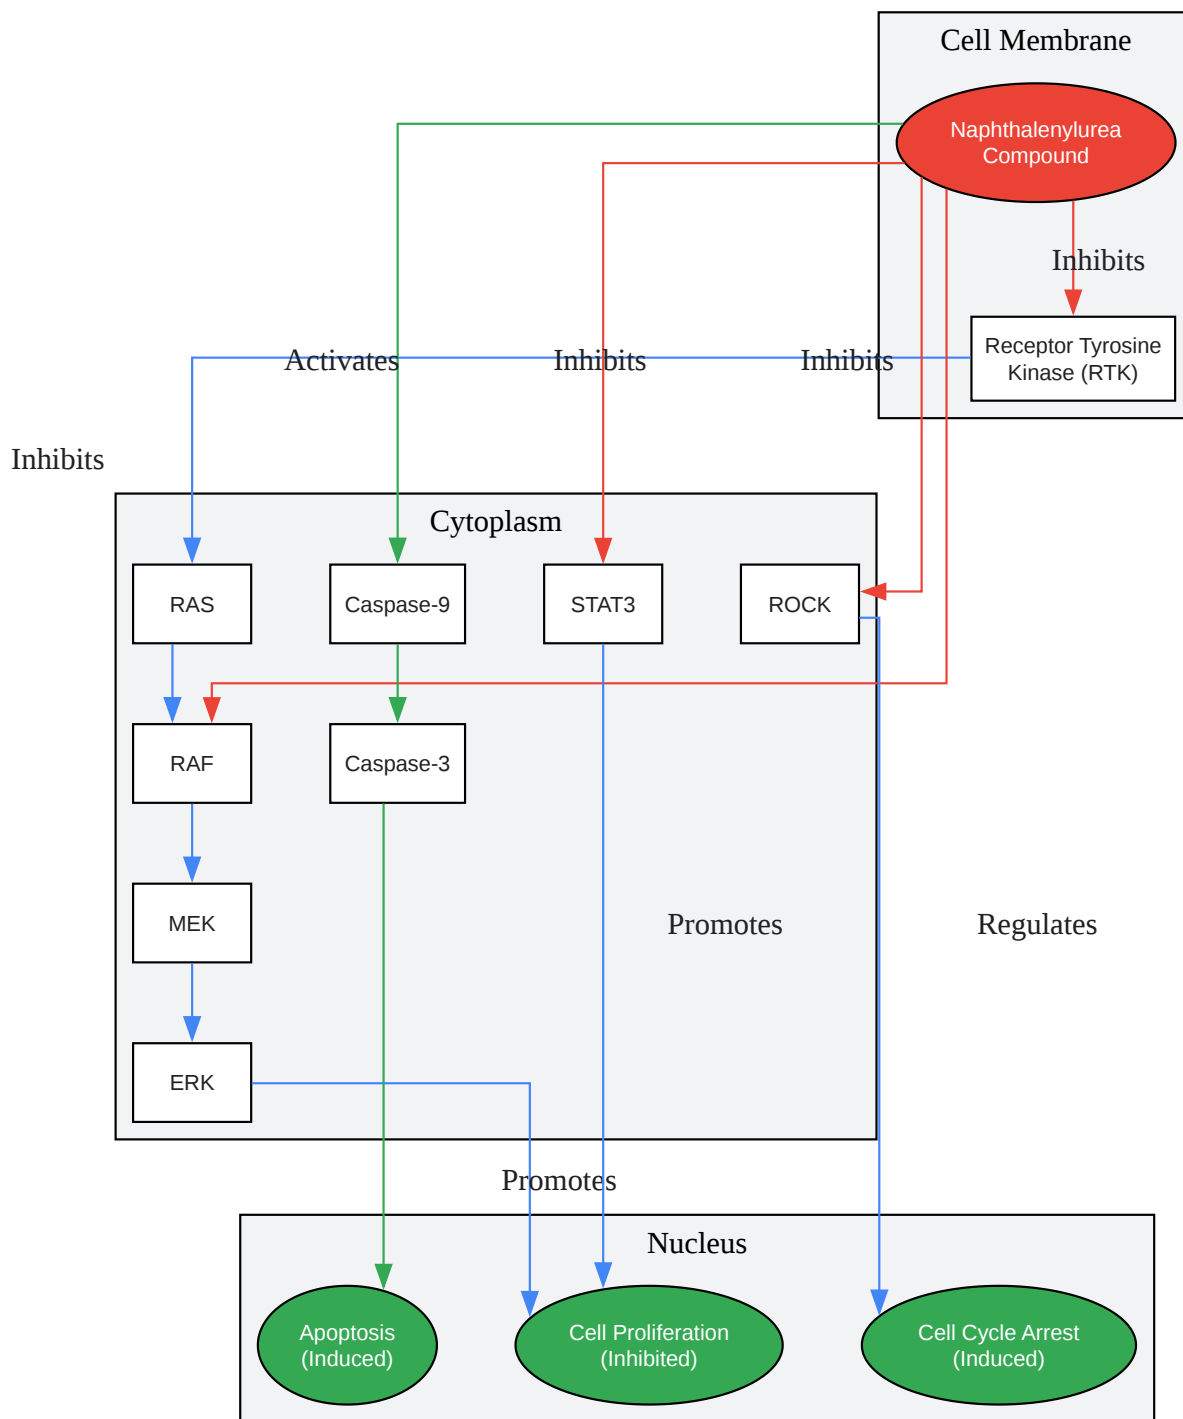 Cell Membrane
Naphthalenylurea
Compound
Inhibits
Receptor Tyrosine
Kinase (RTK)
Activates
Inhibits
Inhibits
Inhibits
Cytoplasm
RAS
Caspase-9
STAT3
ROCK
RAF
Caspase-3
MEK
Promotes
Regulates
ERK
Promotes
Nucleus
Apoptosis
(Induced)
Cell Proliferation
(Inhibited)
Cell Cycle Arrest
(Induced)